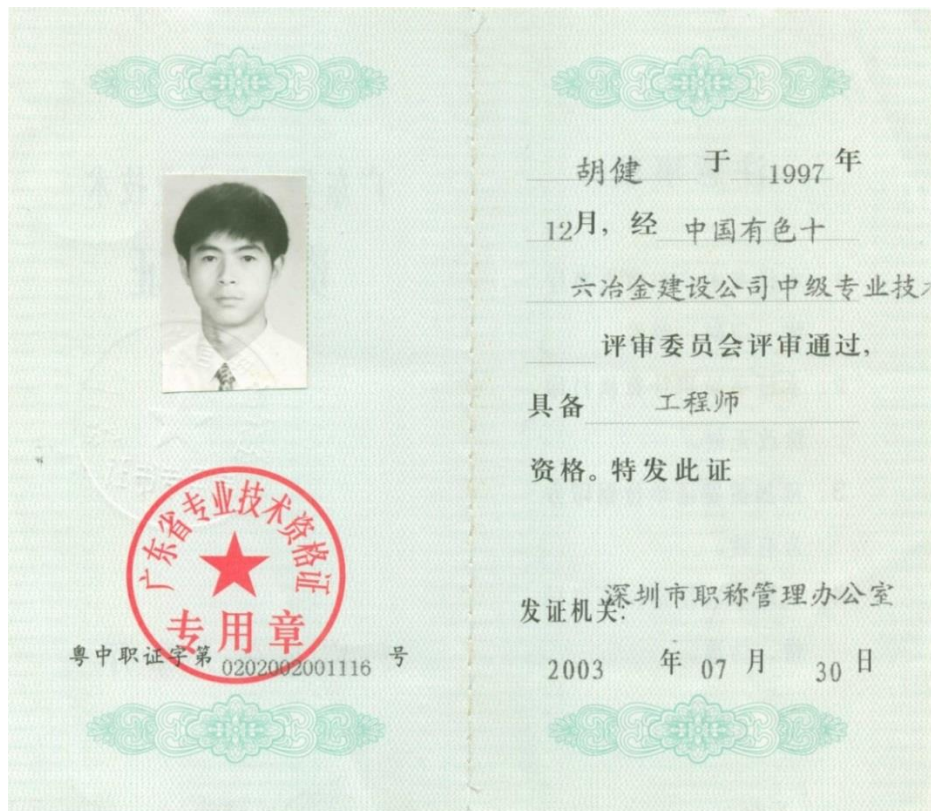 广东省专业技术资格证
专用章
粤中职证字第 0202002001116 号
胡健 于 1997 年
12月，经 中国有色十
六冶金建设公司中级专业技
评审委员会评审通过，
具备 工程师
资格。特发此证
发证机关：深圳市职称管理办公室
2003 年 07 月 30 日